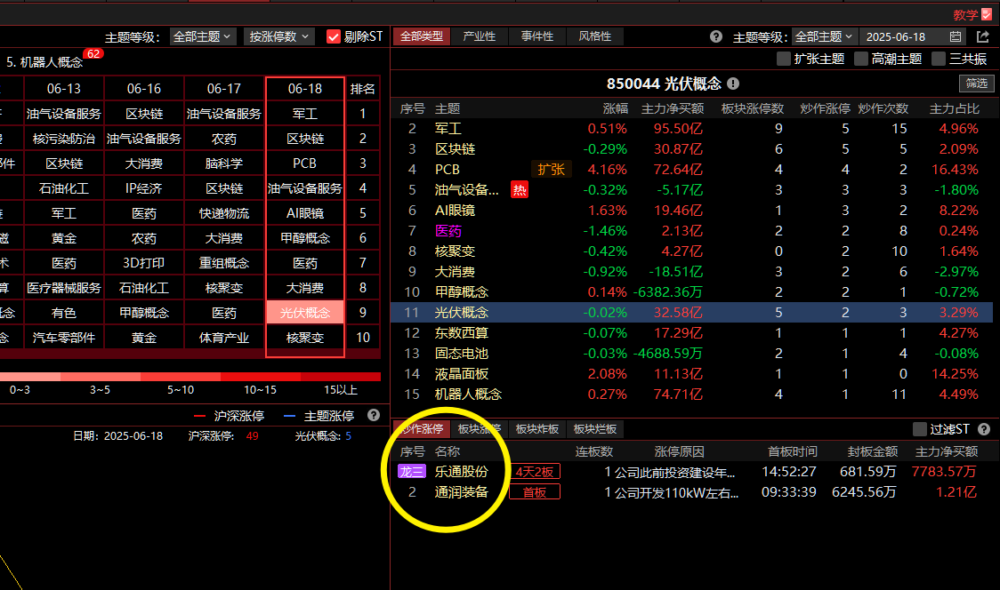 教学
主题等级: 全部主题 按涨停数 剔除ST
全部类型 产业性 事件性 风格性
主题等级: 全部主题 2025-06-18
5. 机器人概念 62
扩张主题 高潮主题 三共振
850044 光伏概念
筛选
06-13 06-16 06-17 06-18 排名
油气设备服务 区块链 油气设备服务 军工 1
核污染防治 油气设备服务 农药 区块链 2
部件 区块链 大消费 脑科学 PCB 3
石油化工 IP经济 区块链 油气设备服务 4
军工 医药 快递物流 AI眼镜 5
黄金 农药 大消费 甲醇概念 6
医药 3D打印 重组概念 医药 7
医疗器械服务 石油化工 核聚变 大消费 8
有色 甲醇概念 医药 光伏概念 9
汽车零部件 黄金 体育产业 核聚变 10
0~3 3~5 5~10 10~15 15以上
序号 主题 涨幅 主力净买额 板块涨停数 炒作涨停 炒作次数 主力占比
2 军工 0.51% 95.50亿 9 5 15 4.96%
3 区块链 -0.29% 30.87亿 6 5 5 2.09%
4 PCB 扩张 4.16% 72.64亿 4 4 2 16.43%
5 油气设备... 热 -0.32% -5.17亿 3 3 3 -1.80%
6 AI眼镜 1.63% 19.46亿 1 3 2 8.22%
7 医药 -1.46% 2.13亿 2 2 8 0.24%
8 核聚变 -0.42% 4.27亿 0 2 10 1.64%
9 大消费 -0.92% -18.51亿 3 2 6 -2.97%
10 甲醇概念 0.14% -6382.36万 2 2 1 -0.72%
11 光伏概念 -0.02% 32.58亿 5 2 3 3.29%
12 东数西算 -0.07% 17.29亿 1 1 1 4.27%
13 固态电池 -0.03% -4688.59万 2 1 4 -0.08%
14 液晶面板 2.08% 11.13亿 1 1 0 14.25%
15 机器人概念 0.27% 74.71亿 4 1 11 4.49%
沪深涨停 主题涨停
日期: 2025-06-18 沪深涨停: 49 光伏概念: 5
炒作涨停 板块涨停 板块炸板 板块烂板 过滤ST
序号 名称 连板数 涨停原因 首板时间 封板金额 主力净买额
龙三 乐通股份 4天2板 1 公司此前投资建设年... 14:52:27 681.59万 7783.57万
2 通润装备 首板 1 公司开发110kW左右... 09:33:39 6245.56万 1.21亿